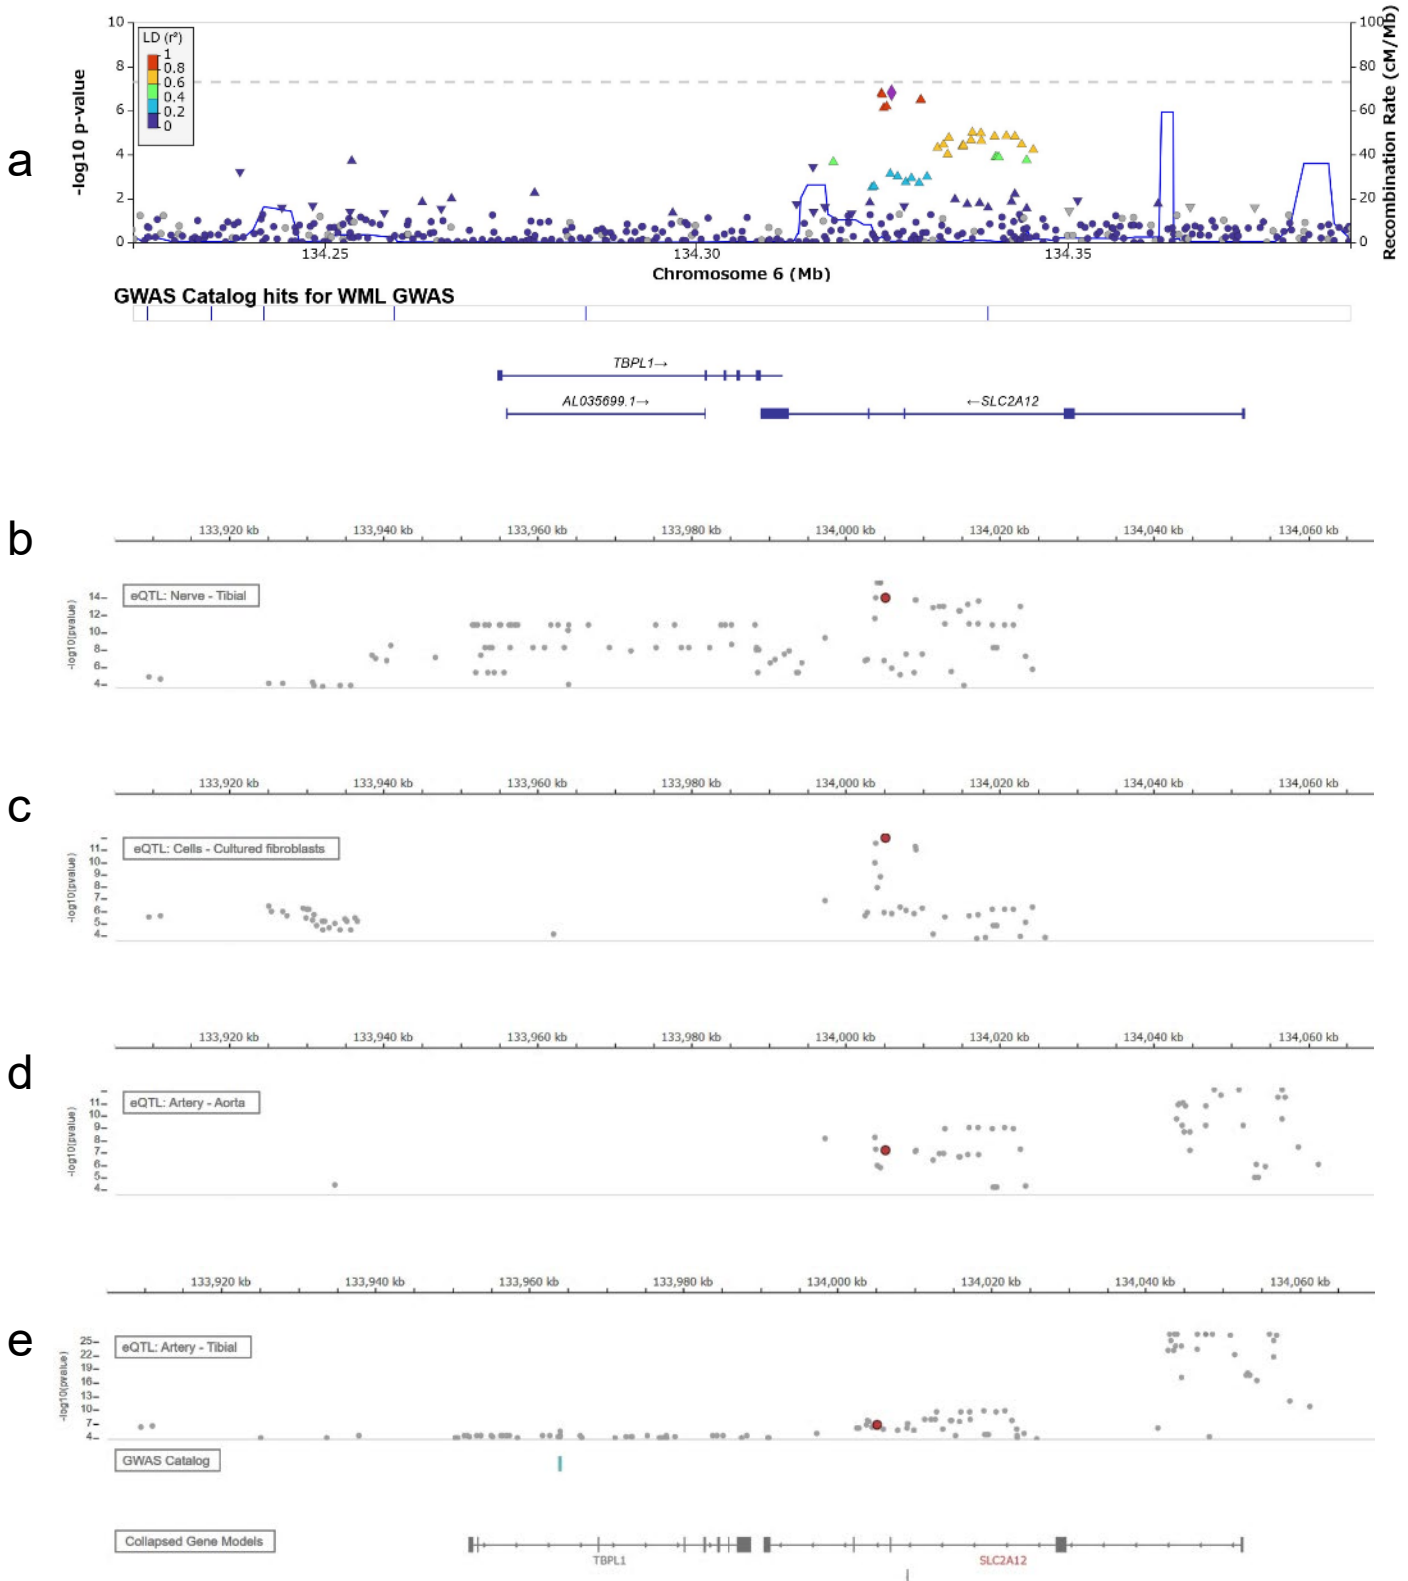 a
10
8
6
4
2
0
-log10 p-value
LD (r²)
1
0.8
0.6
0.4
0.2
0
100
80
60
40
20
0
Recombination Rate (cM/Mb)
134.25 134.30 134.35
Chromosome 6 (Mb)
GWAS Catalog hits for WML GWAS
TBPL1→
AL035699.1→ ←SLC2A12
b
133,920 kb 133,940 kb 133,960 kb 133,980 kb 134,000 kb 134,020 kb 134,040 kb 134,060 kb
eQTL: Nerve - Tibial
-log10(pvalue)
14
12
10
8
6
4
c
133,920 kb 133,940 kb 133,960 kb 133,980 kb 134,000 kb 134,020 kb 134,040 kb 134,060 kb
eQTL: Cells - Cultured fibroblasts
-log10(pvalue)
11
10
9
8
7
6
5
4
d
133,920 kb 133,940 kb 133,960 kb 133,980 kb 134,000 kb 134,020 kb 134,040 kb 134,060 kb
eQTL: Artery - Aorta
-log10(pvalue)
11
10
9
8
7
6
5
4
e
133,920 kb 133,940 kb 133,960 kb 133,980 kb 134,000 kb 134,020 kb 134,040 kb 134,060 kb
eQTL: Artery - Tibial
-log10(pvalue)
25
22
19
16
13
10
7
4
GWAS Catalog
Collapsed Gene Models
TBPL1 SLC2A12